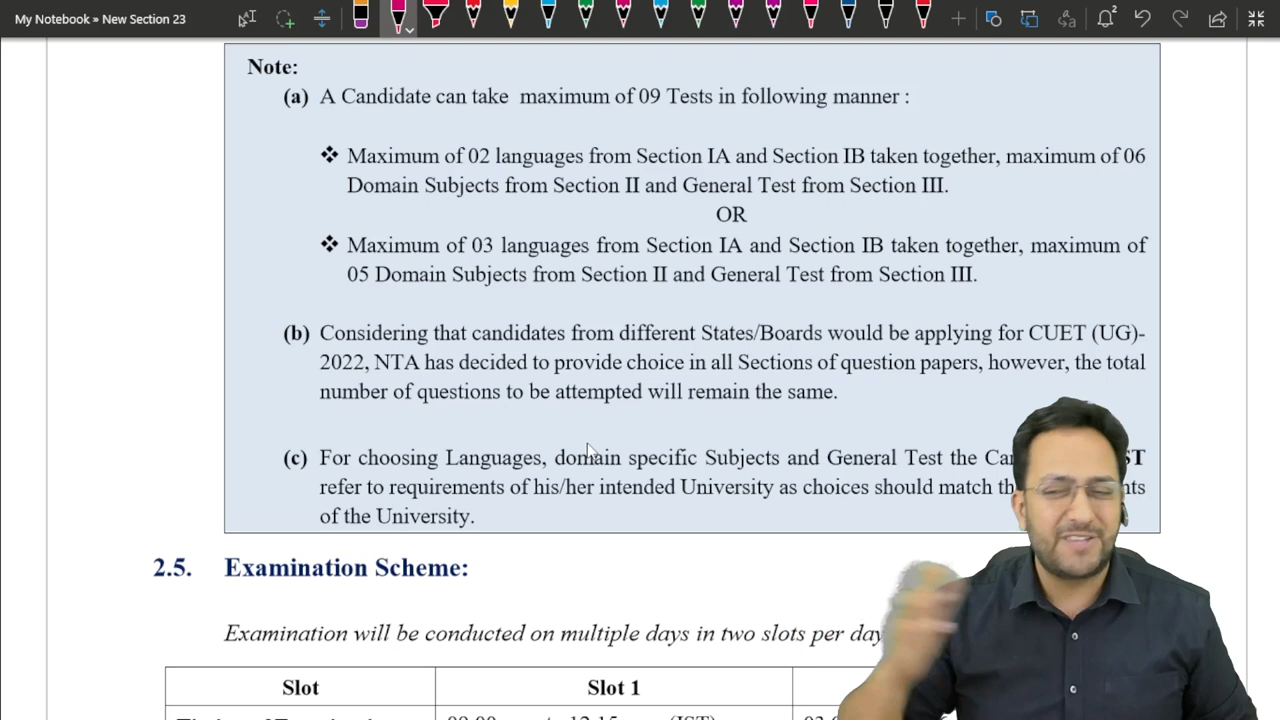 My Notebook » New Section 23
2
Note:
(a) A Candidate can take maximum of 09 Tests in following manner :
❖ Maximum of 02 languages from Section IA and Section IB taken together, maximum of 06
Domain Subjects from Section II and General Test from Section III.
OR
❖ Maximum of 03 languages from Section IA and Section IB taken together, maximum of
05 Domain Subjects from Section II and General Test from Section III.
(b) Considering that candidates from different States/Boards would be applying for CUET (UG)-
2022, NTA has decided to provide choice in all Sections of question papers, however, the total
number of questions to be attempted will remain the same.
(c) For choosing Languages, domain specific Subjects and General Test the
refer to requirements of his/her intended University as choices should match
of the University.
2.5. Examination Scheme:
Examination will be conducted on multiple days in two slots per day
Slot Slot 1
(IST)